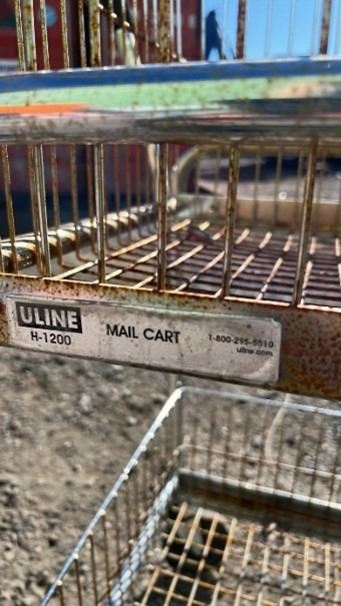 ULINE
H-1200
MAIL CART
1-800-295-5510
uline.com